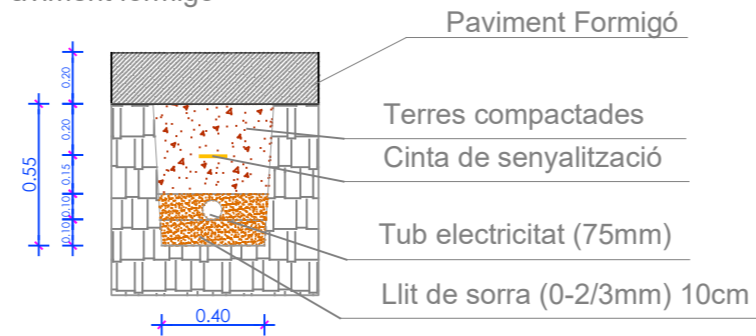 Paviment Formigó
0.20
Terres compactades
0.20
0.55
Cinta de senyalització
0.15
0.10
Tub electricitat (75mm)
0.10
Llit de sorra (0-2/3mm) 10cm
0.40